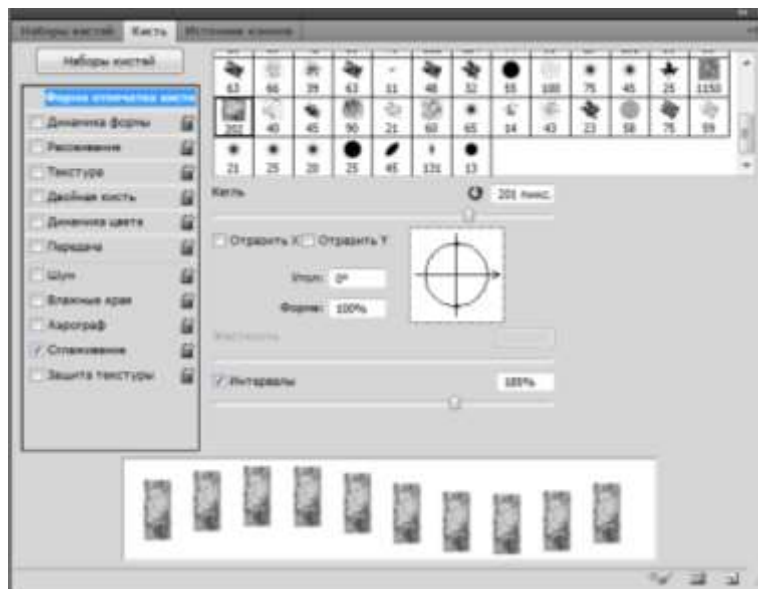 Наборы кистей Кисть Источник клонов
Наборы кистей
63 66 39 63 11 48 32 55 100 75 45 25 1150
Форма отпечатка кисти
202 40 45 90 21 60 65 14 43 23 58 75 59
Динамика формы
Рассеивание
21 25 20 25 45 131 13
Текстура
Кегль 201 пикс.
Двойная кисть
Динамика цвета
Передача
Отразить X Отразить Y
Шум
Угол: 0°
Влажные края
Форма: 100%
Аэрограф
Жесткость
Сглаживание
Защита текстуры
Интервалы 185%